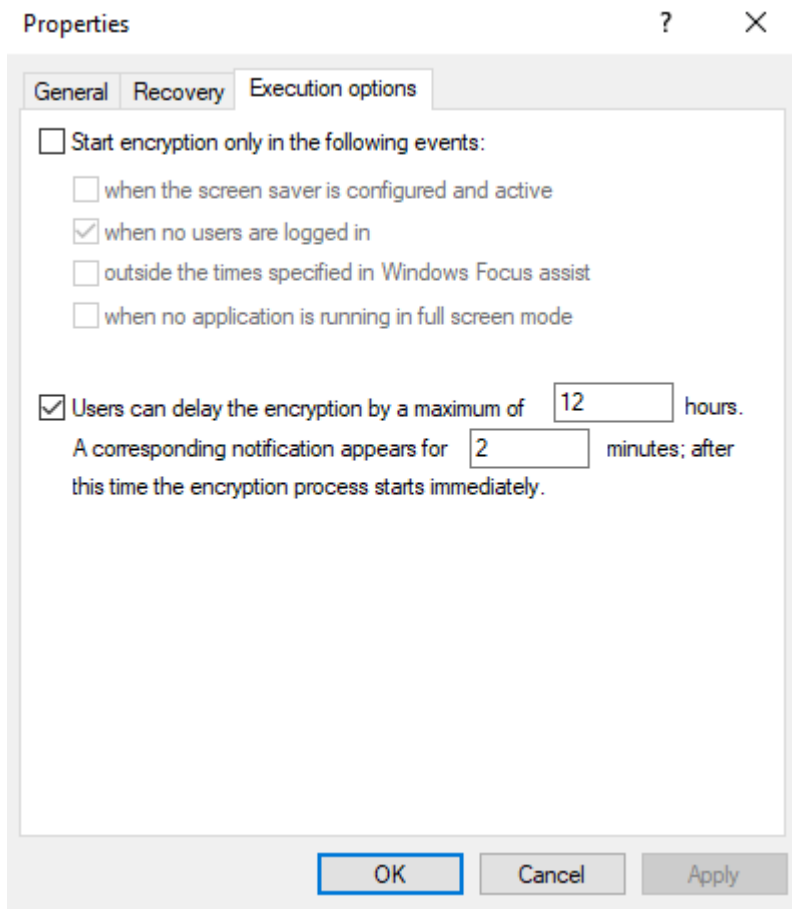 Properties ? ×
General Recovery Execution options
Start encryption only in the following events:
when the screen saver is configured and active
when no users are logged in
outside the times specified in Windows Focus assist
when no application is running in full screen mode
Users can delay the encryption by a maximum of 12 hours.
A corresponding notification appears for 2 minutes; after
this time the encryption process starts immediately.
OK Cancel Apply